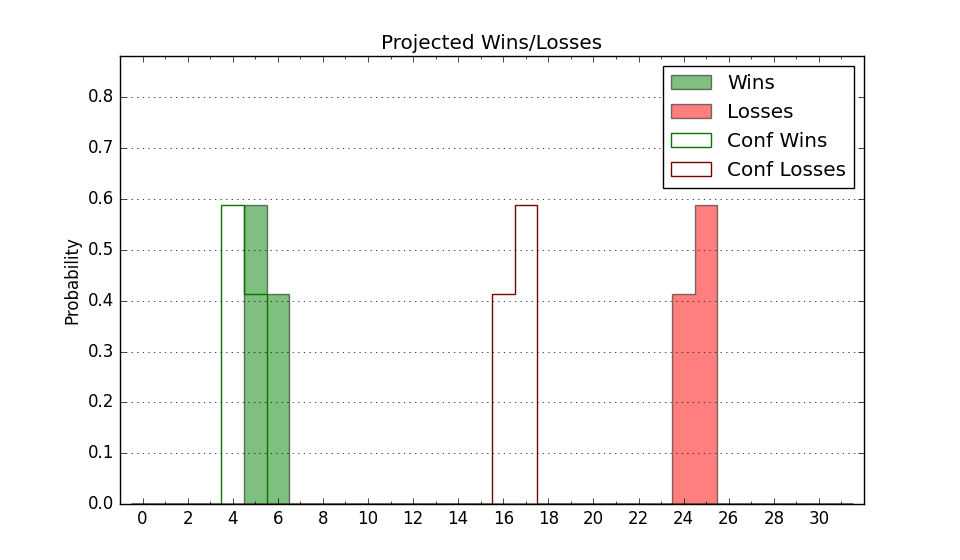 Projected Wins/Losses
Wins
Losses
Conf Wins
Conf Losses
Probability
0.8
0.7
0.6
0.5
0.4
0.3
0.2
0.1
0.0
0 2 4 6 8 10 12 14 16 18 20 22 24 26 28 30